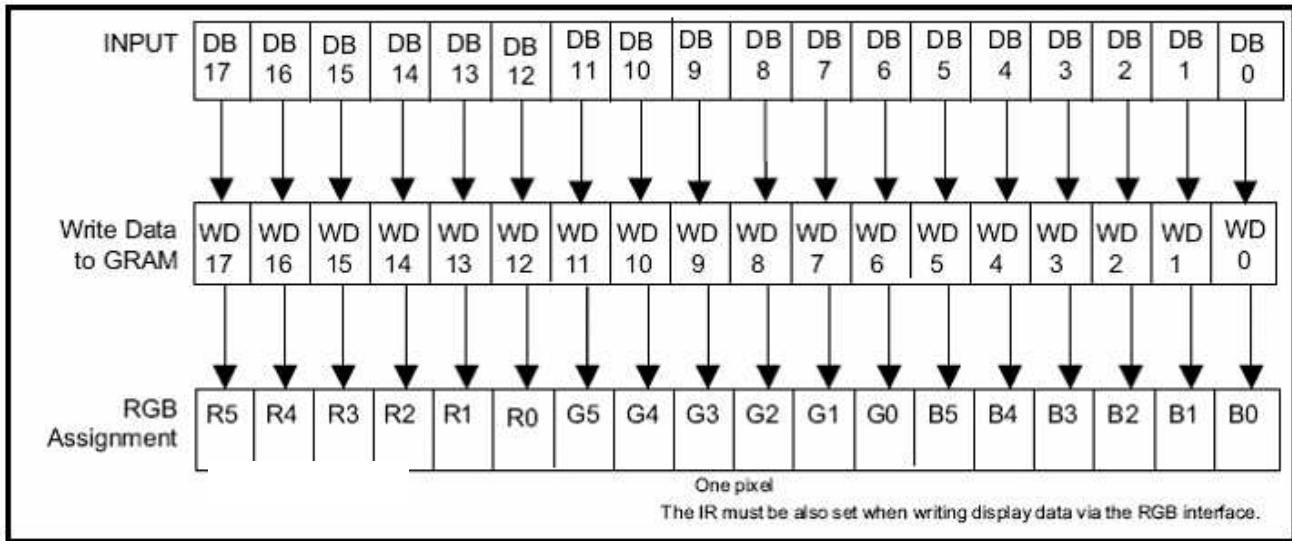 INPUT DB DB DB DB DB DB DB DB DB DB DB DB DB DB DB DB DB DB
17 16 15 14 13 12 11 10 9 8 7 6 5 4 3 2 1 0
Write Data WD WD WD WD WD WD WD WD WD WD WD WD WD WD WD WD WD WD
to GRAM 17 16 15 14 13 12 11 10 9 8 7 6 5 4 3 2 1 0
RGB R5 R4 R3 R2 R1 R0 G5 G4 G3 G2 G1 G0 B5 B4 B3 B2 B1 B0
Assignment
One pixel
The IR must be also set when writing display data via the RGB interface.